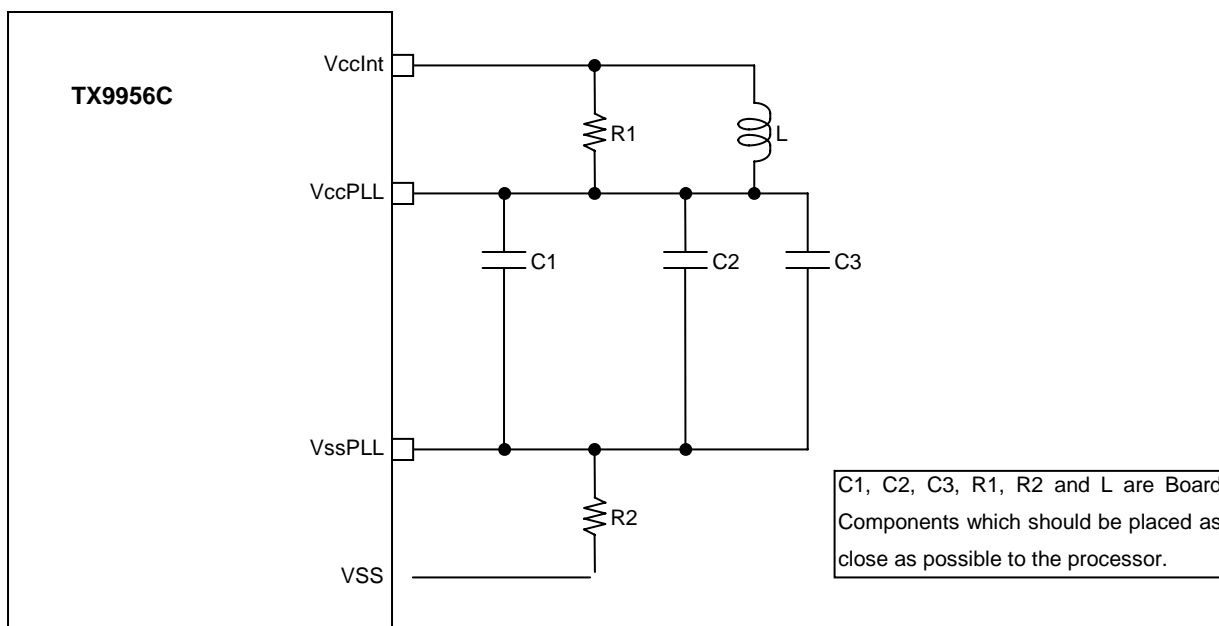 VccInt
TX9956C
R1
L
VccPLL
C1
C2
C3
VssPLL
C1, C2, C3, R1, R2 and L are Board
Components which should be placed as
close as possible to the processor.
R2
VSS